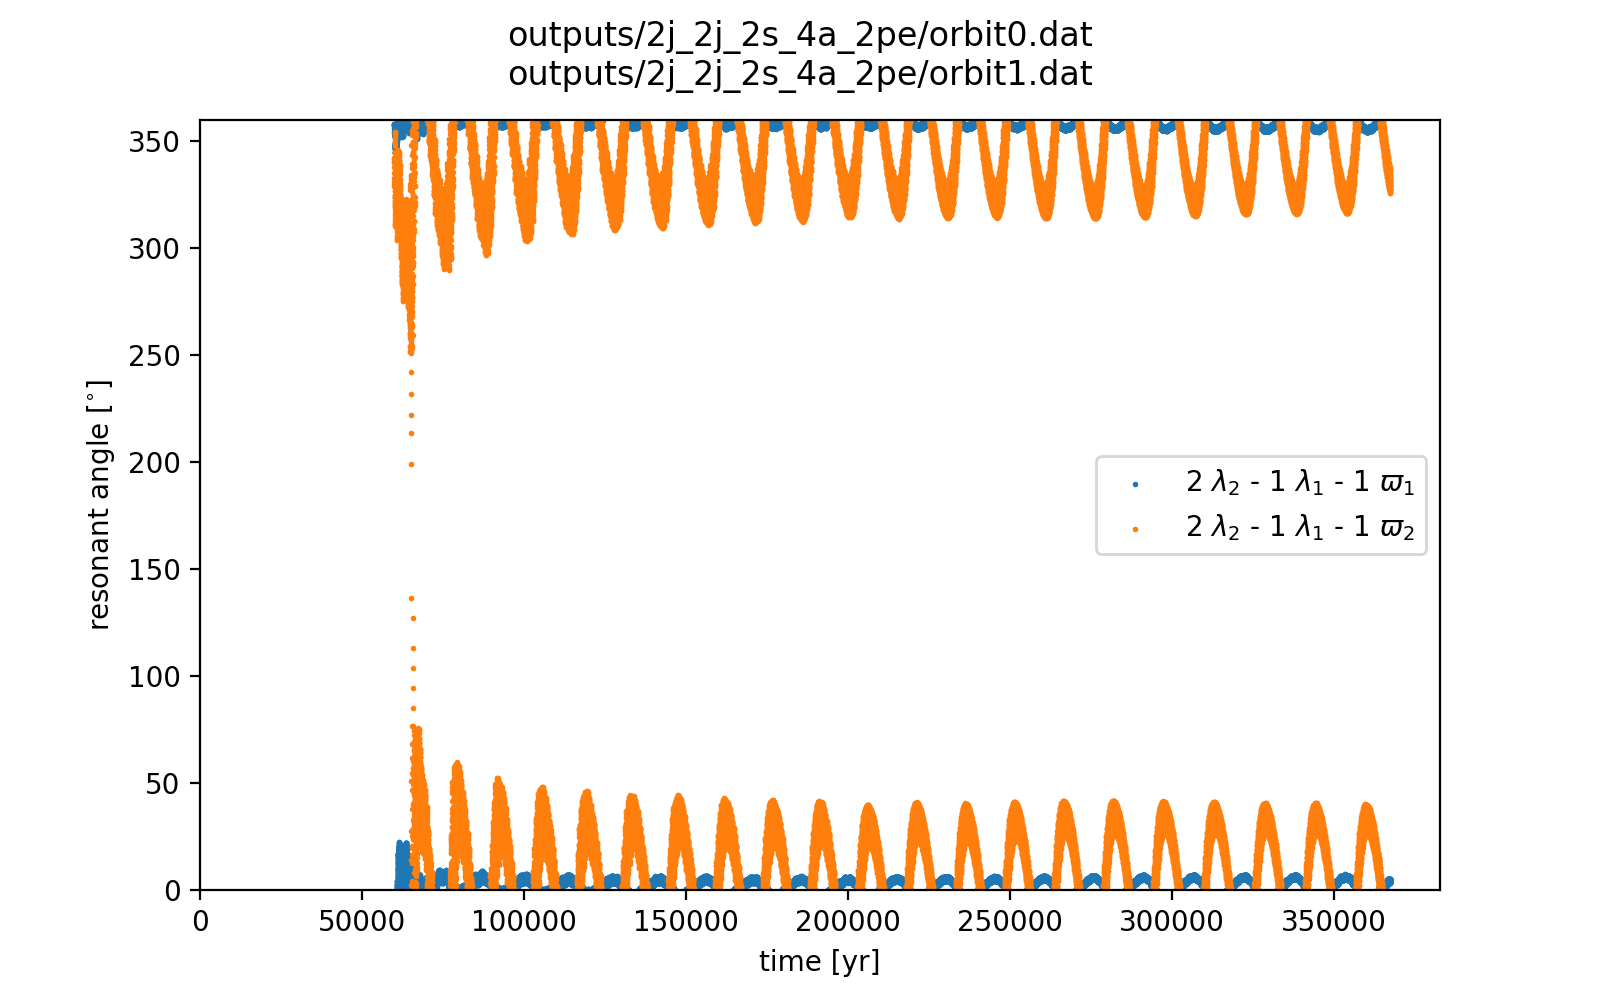 outputs/2j_2j_2s_4a_2pe/orbit0.dat
outputs/2j_2j_2s_4a_2pe/orbit1.dat
350
300
250
200
150
100
50
0
resonant angle [°]
2 λ₂ - 1 λ₁ - 1 ϖ₁
2 λ₂ - 1 λ₁ - 1 ϖ₂
0 50000 100000 150000 200000 250000 300000 350000
time [yr]